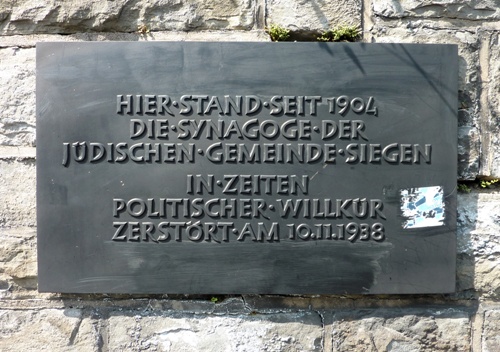 HIER·STAND·SEIT 1904
DIE·SYNAGOGE·DER
JÜDISCHEN·GEMEINDE·SIEGEN
IN·ZEITEN
POLITISCHER·WILLKÜR
ZERSTÖRT·AM 10.11.1938